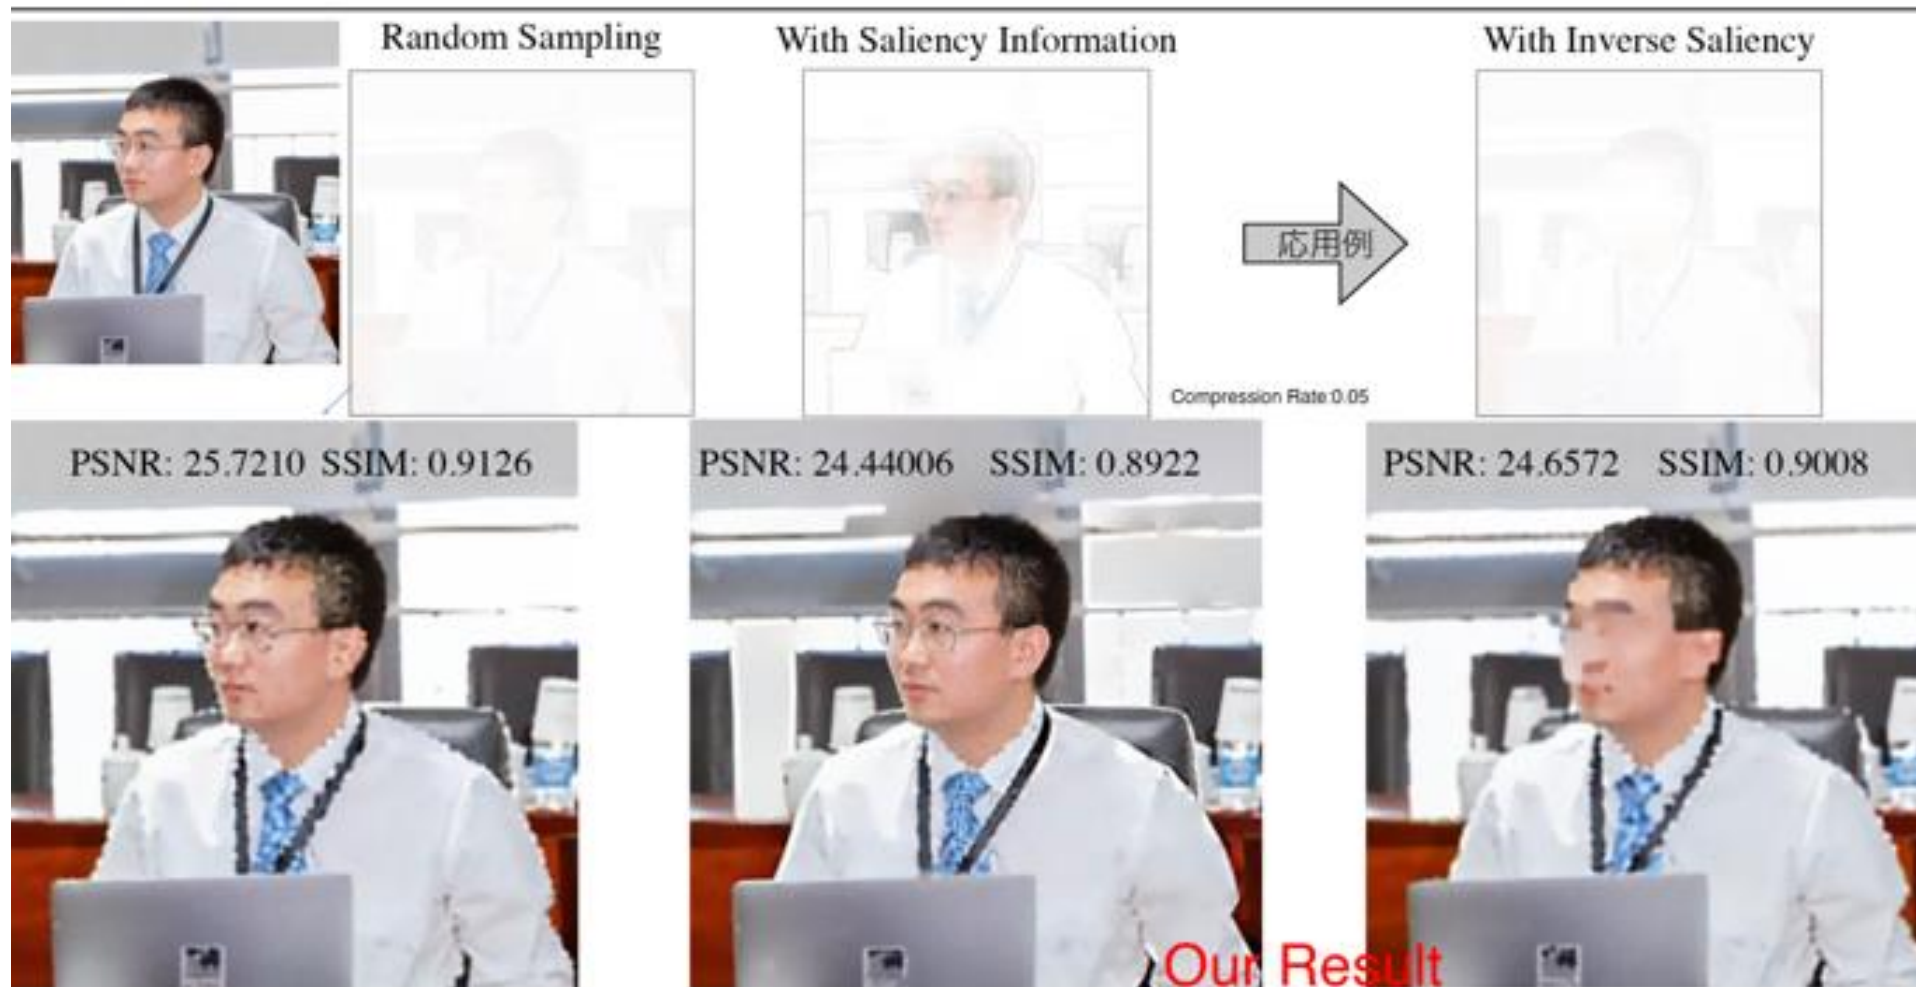 Random Sampling
With Saliency Information
With Inverse Saliency
応用例
Compression Rate:0.05
PSNR: 25.7210 SSIM: 0.9126
PSNR: 24.44006 SSIM: 0.8922
PSNR: 24.6572 SSIM: 0.9008
Our Result